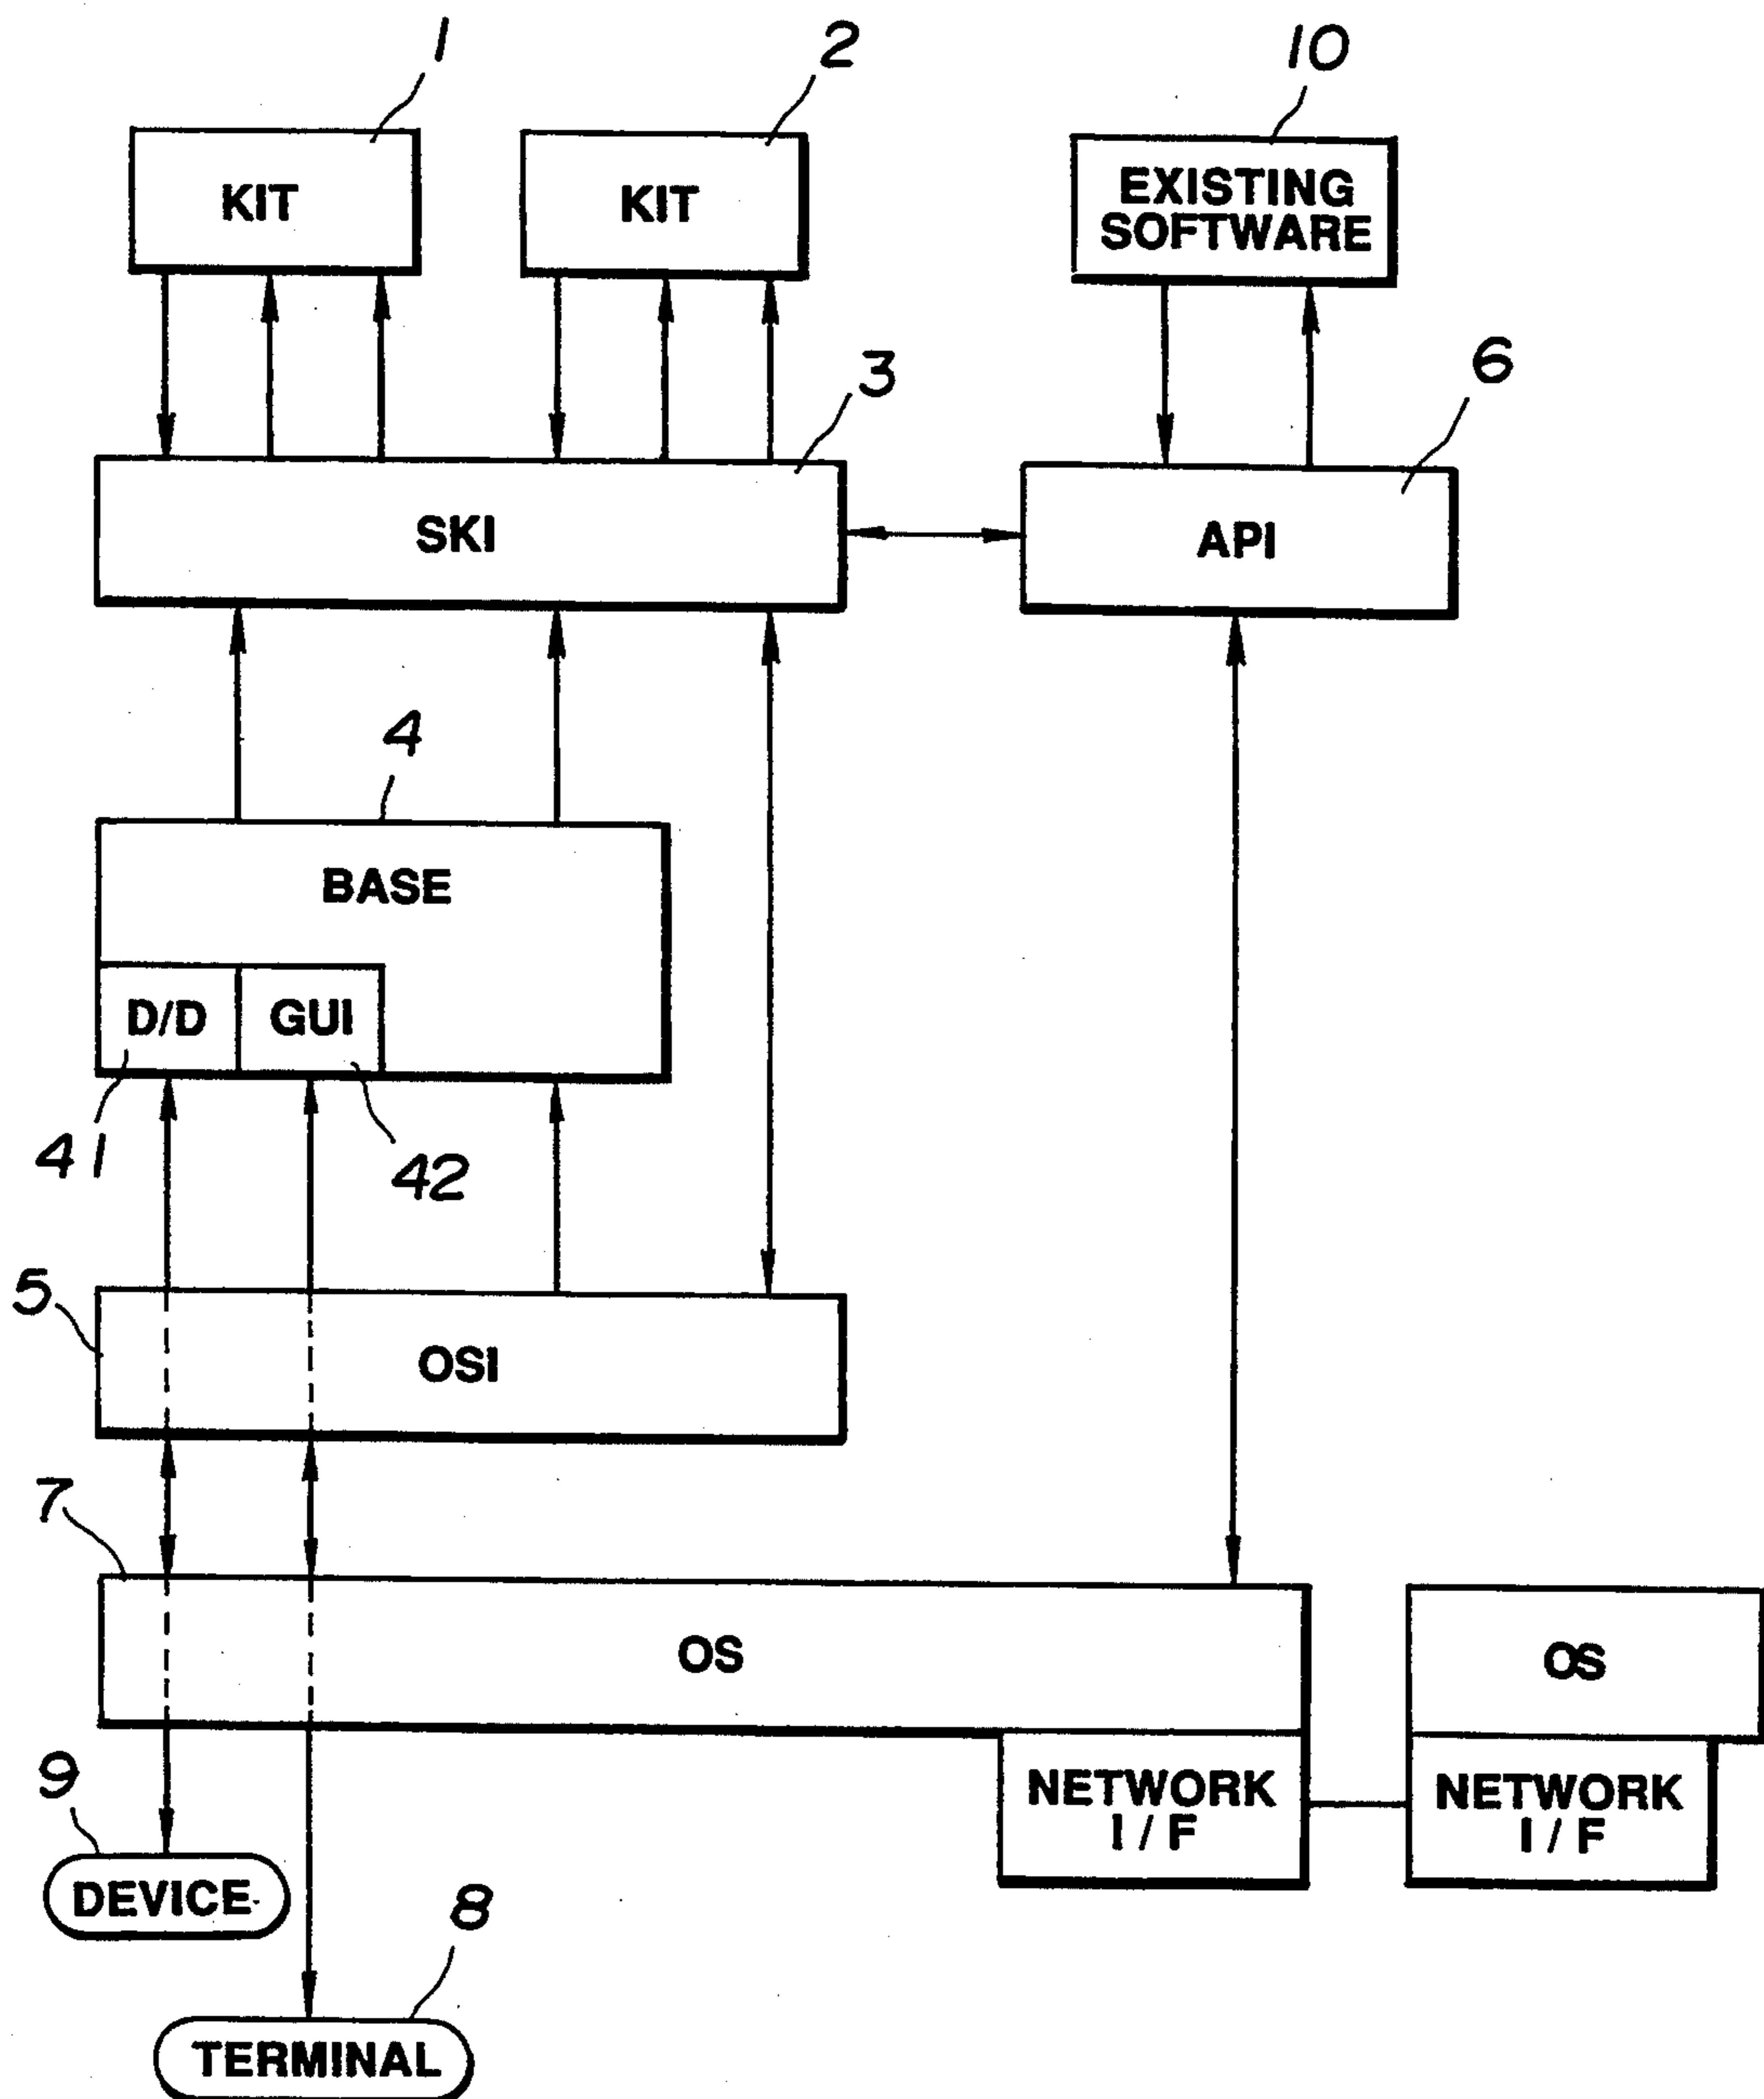 1
2
10
KIT
KIT
EXISTING
SOFTWARE
3
6
SKI
API
4
BASE
D/D
GUI
41
42
5
OSI
7
OS
OS
NETWORK
I / F
NETWORK
I / F
9
DEVICE
8
TERMINAL